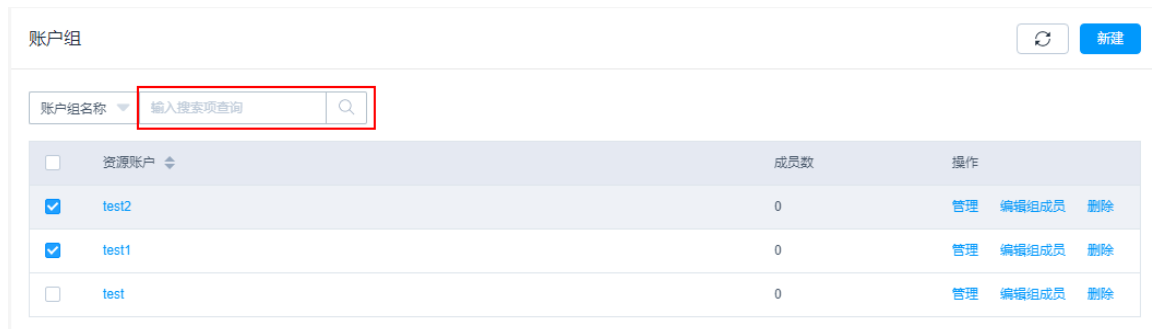 账户组 新建
账户组名称 输入搜索项查询
资源账户 成员数 操作
test2 0 管理 编辑组成员 删除
test1 0 管理 编辑组成员 删除
test 0 管理 编辑组成员 删除